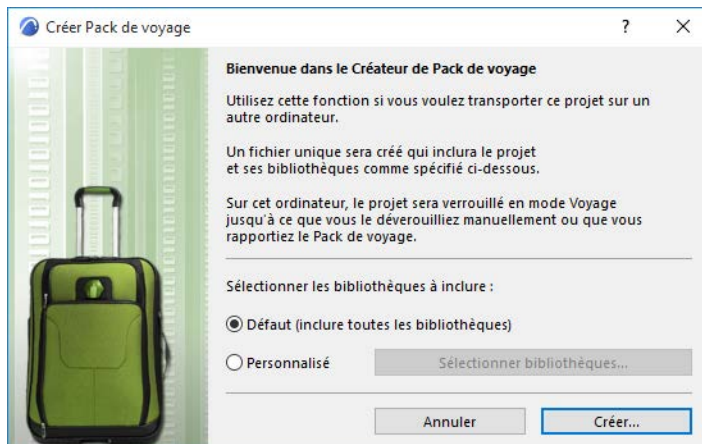 Créer Pack de voyage
?
Bienvenue dans le Créateur de Pack de voyage
Utilisez cette fonction si vous voulez transporter ce projet sur un
autre ordinateur.
Un fichier unique sera créé qui inclura le projet
et ses bibliothèques comme spécifié ci-dessous.
Sur cet ordinateur, le projet sera verrouillé en mode Voyage
jusqu'à ce que vous le déverouilliez manuellement ou que vous
rapportiez le Pack de voyage.
Sélectionner les bibliothèques à inclure :
Défaut (inclure toutes les bibliothèques)
Personnalisé
Sélectionner bibliothèques...
Annuler
Créer...